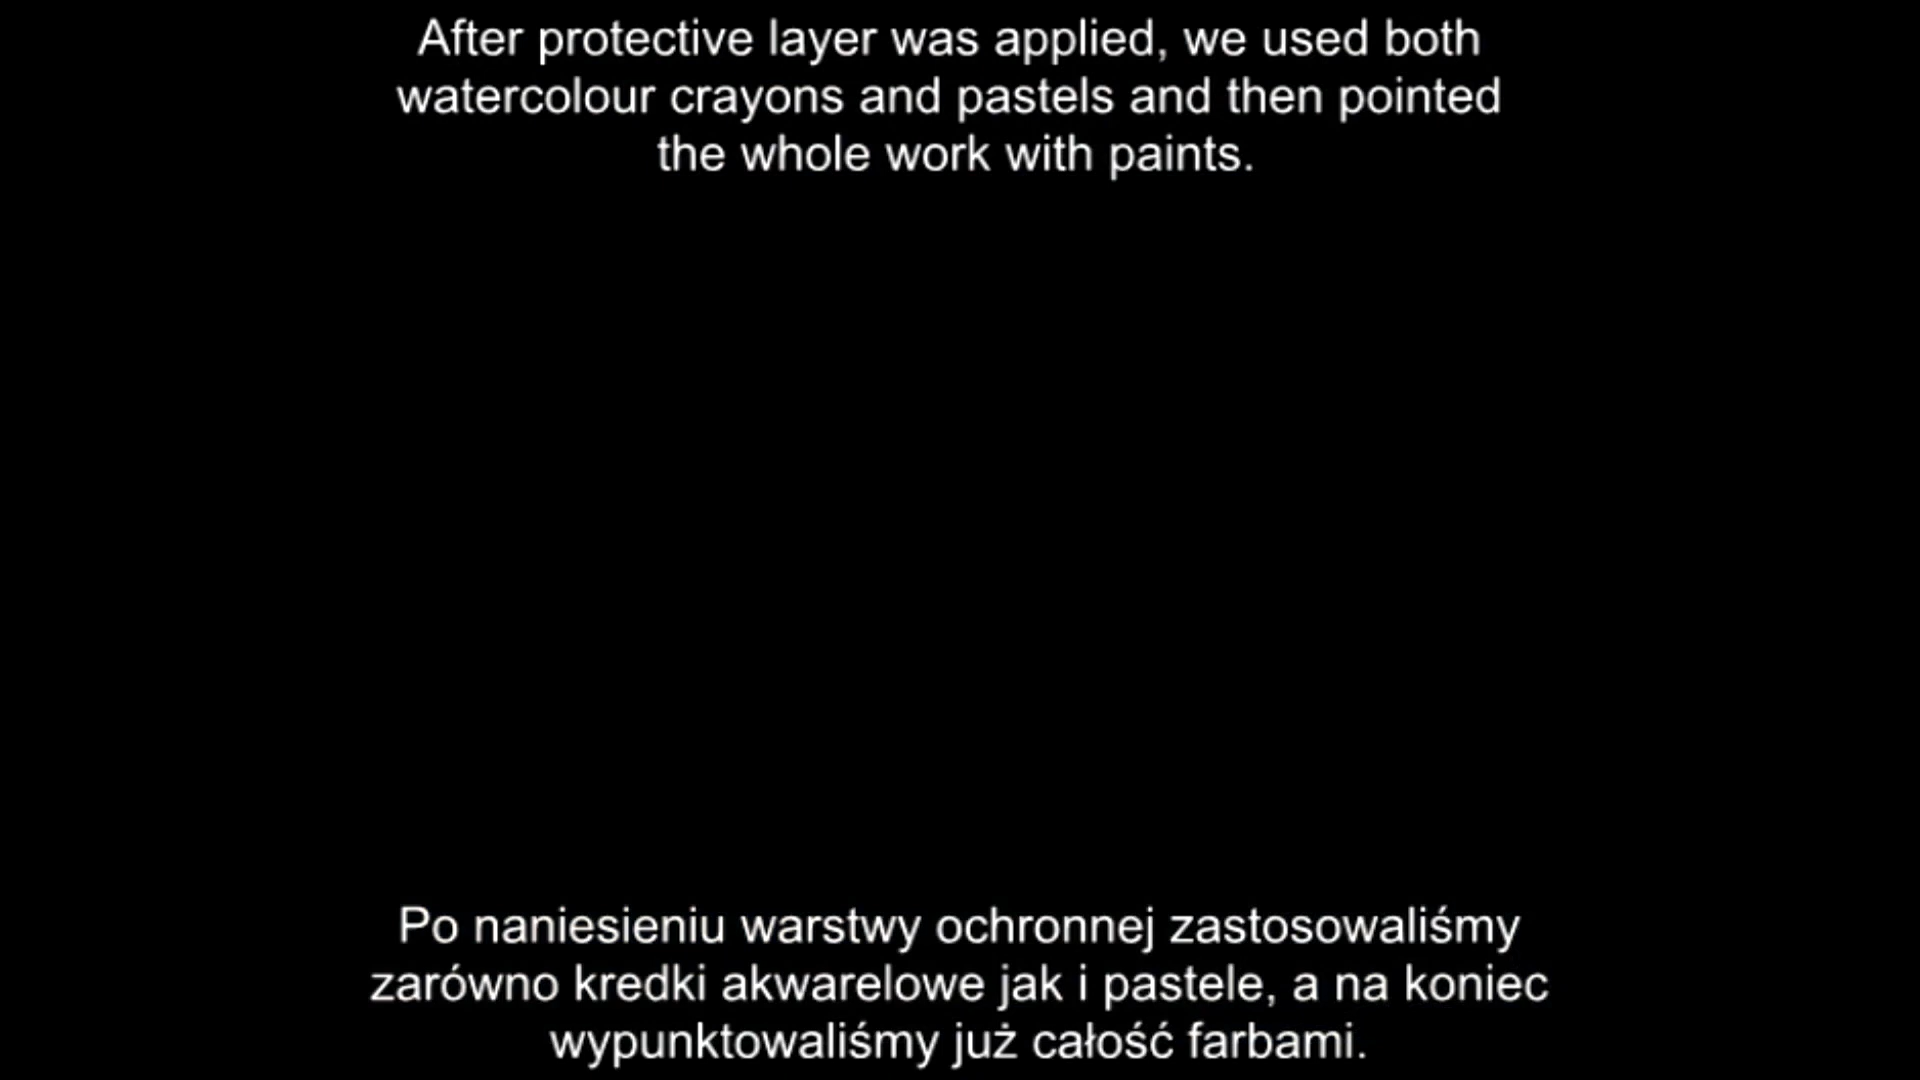 After protective layer was applied, we used both
watercolour crayons and pastels and then pointed
the whole work with paints.
Po naniesieniu warstwy ochronnej zastosowaliśmy
zarówno kredki akwarelowe jak i pastele, a na koniec
wypunktowaliśmy już całość farbami.